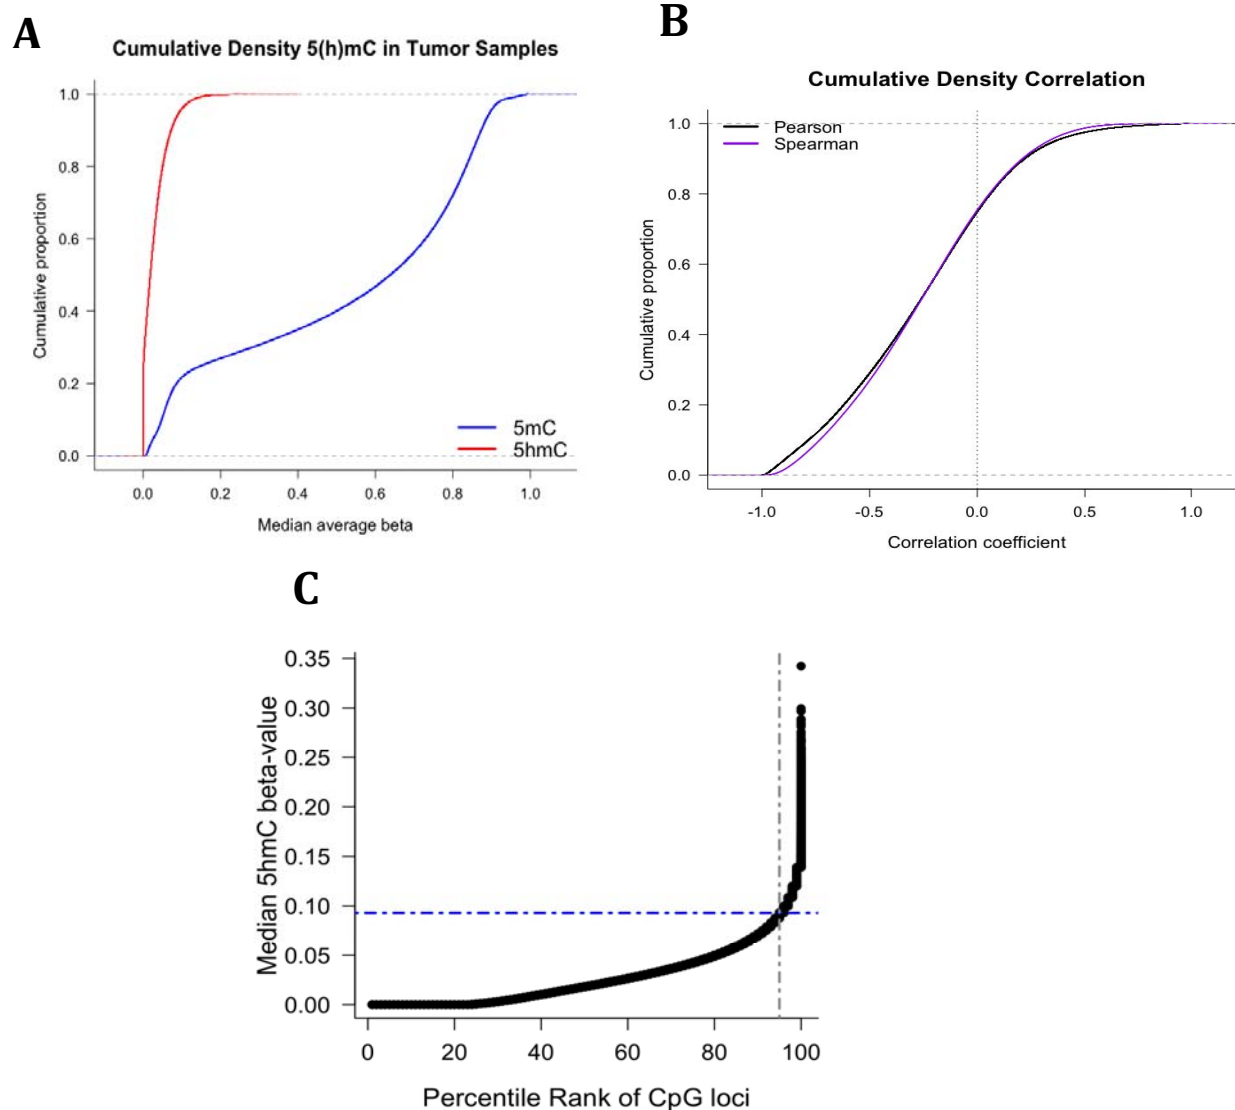 A
Cumulative Density 5(h)mC in Tumor Samples
Cumulative proportion
1.0
0.8
0.6
0.4
0.2
0.0
5mC
5hmC
0.0 0.2 0.4 0.6 0.8 1.0
Median average beta
B
Cumulative Density Correlation
Cumulative proportion
1.0
0.8
0.6
0.4
0.2
0.0
Pearson
Spearman
-1.0 -0.5 0.0 0.5 1.0
Correlation coefficient
C
Median 5hmC beta-value
0.35
0.30
0.25
0.20
0.15
0.10
0.05
0.00
0 20 40 60 80 100
Percentile Rank of CpG loci